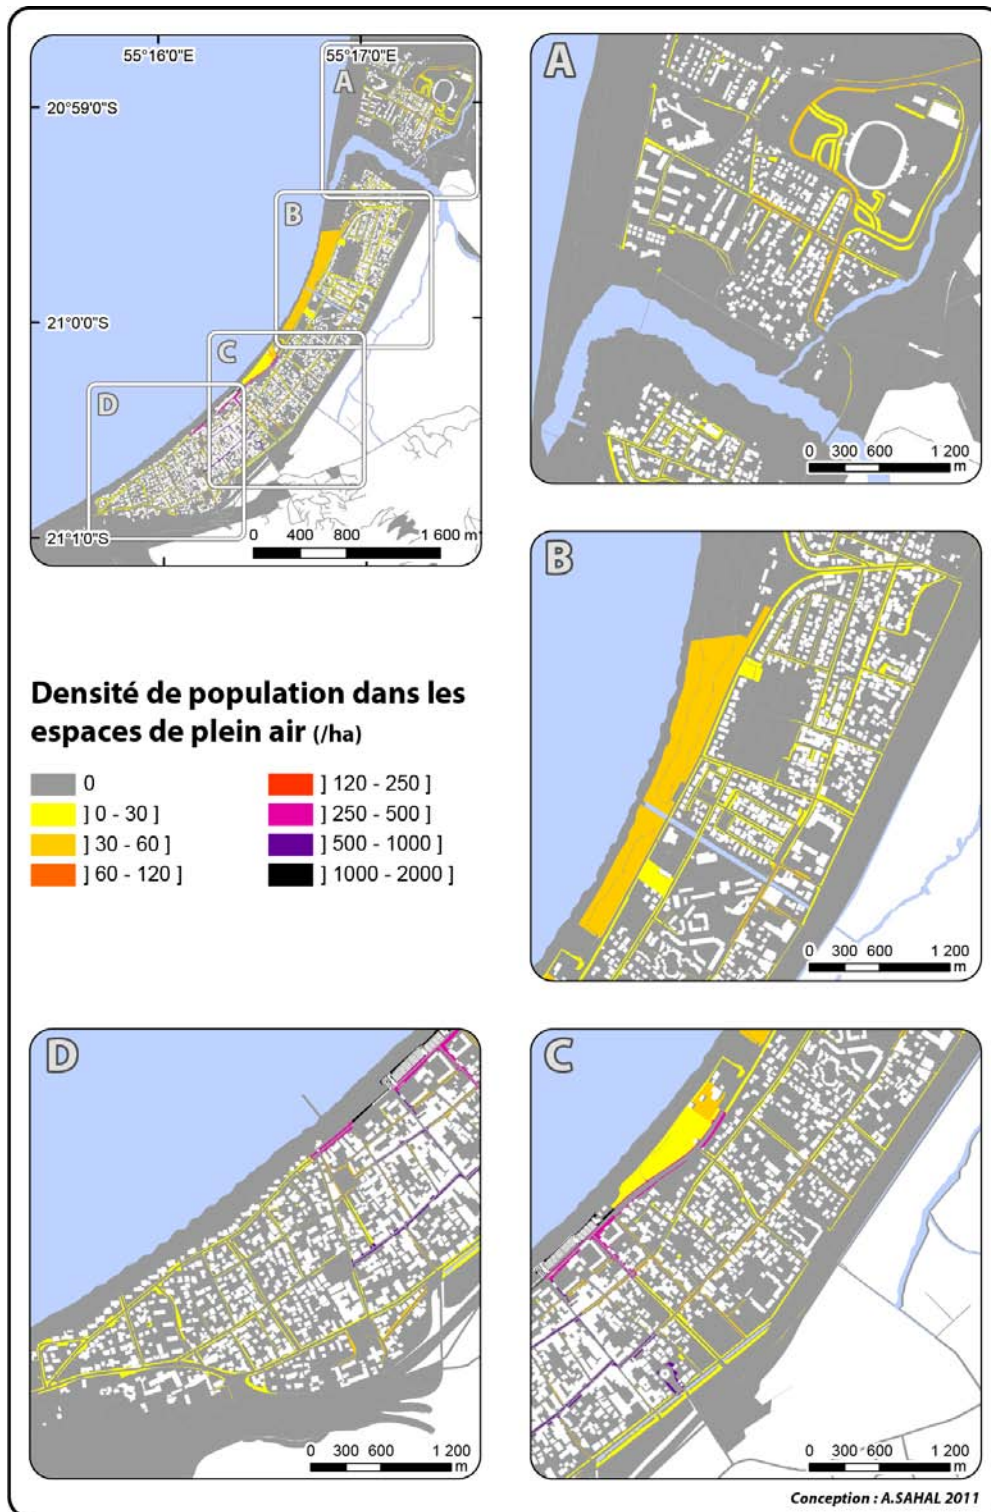 55°16'0"E
55°17'0"E
20°59'0"S
21°0'0"S
21°1'0"S
A
B
C
D
0 400 800 1 600 m
A
0 300 600 1 200
m
B
0 300 600 1 200
m
Densité de population dans les
espaces de plein air (/ha)
0
] 0 - 30 ]
] 30 - 60 ]
] 60 - 120 ]
] 120 - 250 ]
] 250 - 500 ]
] 500 - 1000 ]
] 1000 - 2000 ]
D
0 300 600 1 200
m
C
0 300 600 1 200
m
Conception : A.SAHAL 2011